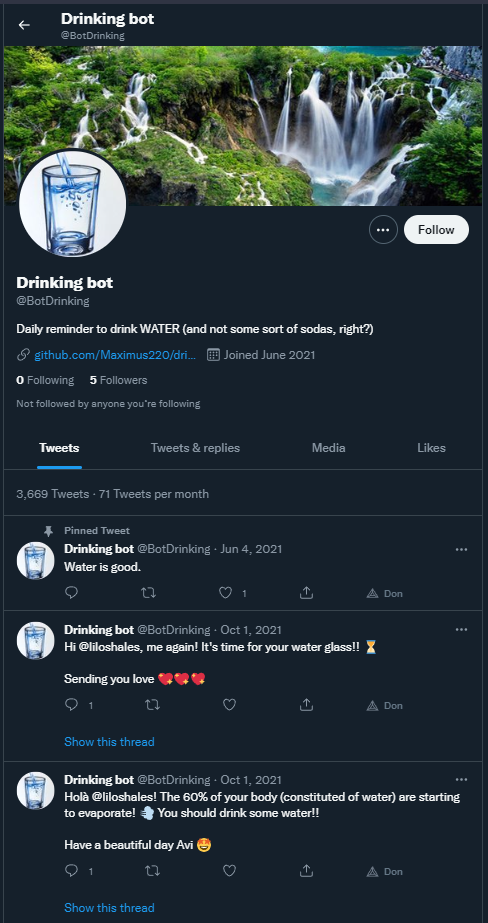 Drinking bot
@BotDrinking
Follow
Drinking bot
@BotDrinking
Daily reminder to drink WATER (and not some sort of sodas, right?)
github.com/Maximus220/dri... Joined June 2021
0 Following 5 Followers
Not followed by anyone you're following
Tweets Tweets & replies Media Likes
3,669 Tweets · 71 Tweets per month
Pinned Tweet
Drinking bot @BotDrinking · Jun 4, 2021
Water is good.
1 Don
Drinking bot @BotDrinking · Oct 1, 2021
Hi @liloshales, me again! It's time for your water glass!! ⏳
Sending you love 💖💖💖
1 Don
Show this thread
Drinking bot @BotDrinking · Oct 1, 2021
Holà @liloshales! The 60% of your body (constituted of water) are starting
to evaporate! 💨 You should drink some water!!
Have a beautiful day Avi 🤩
1 Don
Show this thread